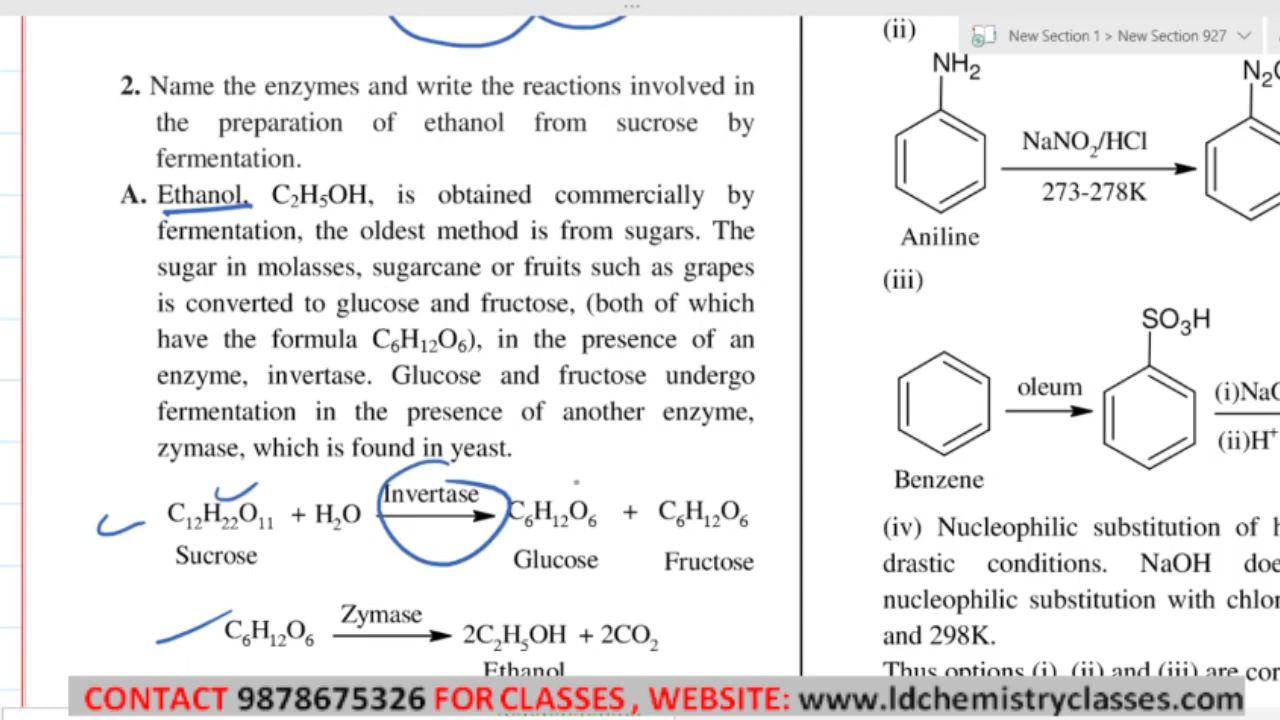 2. Name the enzymes and write the reactions involved in
the preparation of ethanol from sucrose by
fermentation.
A. Ethanol, C₂H₅OH, is obtained commercially by
fermentation, the oldest method is from sugars. The
sugar in molasses, sugarcane or fruits such as grapes
is converted to glucose and fructose, (both of which
have the formula C₆H₁₂O₆), in the presence of an
enzyme, invertase. Glucose and fructose undergo
fermentation in the presence of another enzyme,
zymase, which is found in yeast.
Invertase
C₁₂H₂₂O₁₁ + H₂O C₆H₁₂O₆ + C₆H₁₂O₆
Sucrose Glucose Fructose
Zymase
C₆H₁₂O₆ 2C₂H₅OH + 2CO₂
Ethanol
(ii)
New Section 1 > New Section 927
NH₂
NaNO₂/HCl
273-278K
Aniline
(iii)
SO₃H
oleum
(ii)H⁺
Benzene
(iv) Nucleophilic substitution of
drastic conditions. NaOH
nucleophilic substitution with
and 298K.
Thus options (i), (ii) and (iii) are
CONTACT 9878675326 FOR CLASSES , WEBSITE: www.ldchemistryclasses.com